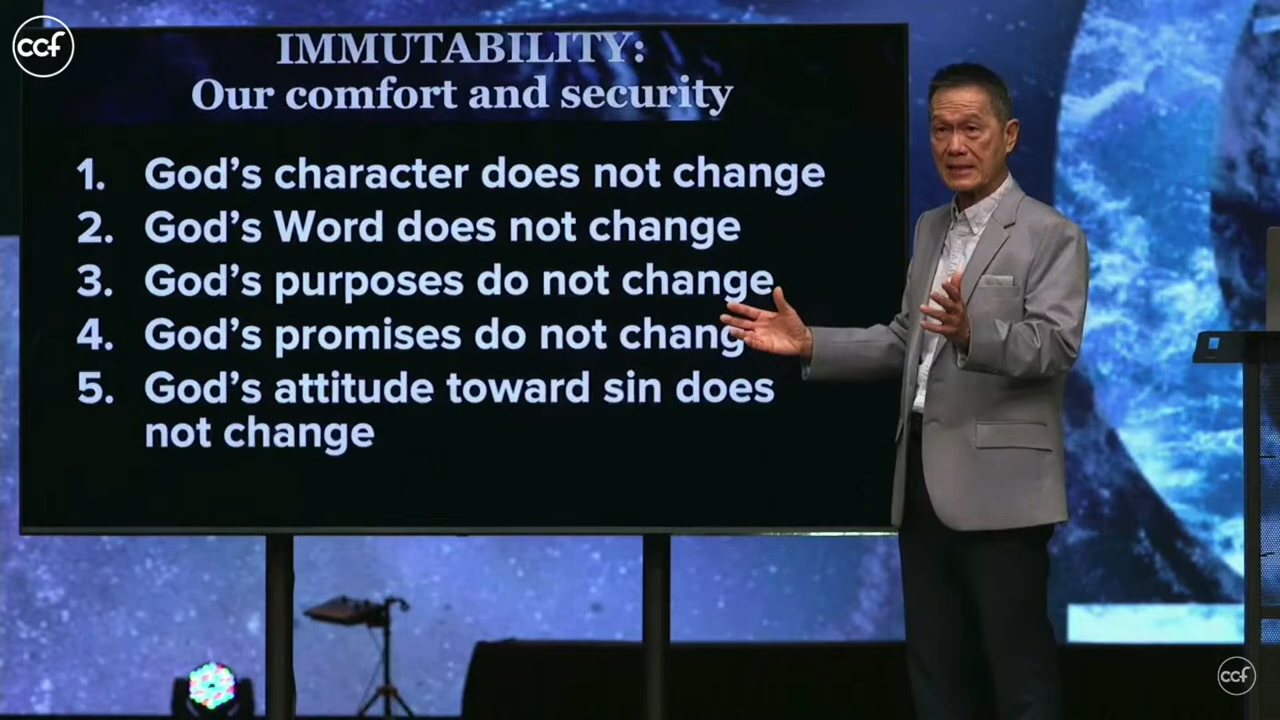 ccf
IMMUTABILITY:
Our comfort and security
1. God's character does not change
2. God's Word does not change
3. God's purposes do not change
4. God's promises do not chang
5. God's attitude toward sin does
not change
ccf